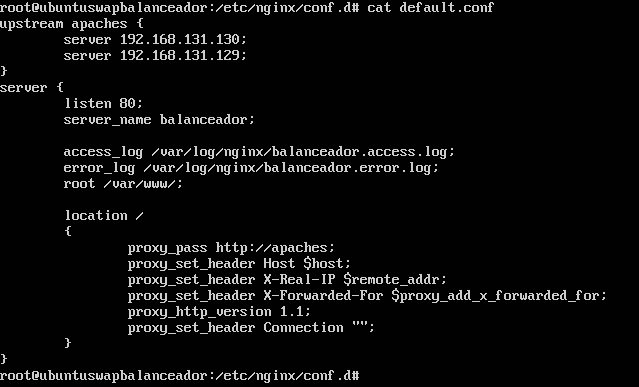 root@ubuntuswapbalanceador:/etc/nginx/conf.d# cat default.conf
upstream apaches {
        server 192.168.131.130;
        server 192.168.131.129;
}
server {
        listen 80;
        server_name balanceador;

        access_log /var/log/nginx/balanceador.access.log;
        error_log /var/log/nginx/balanceador.error.log;
        root /var/www/;

        location /
        {
                proxy_pass http://apaches;
                proxy_set_header Host $host;
                proxy_set_header X-Real-IP $remote_addr;
                proxy_set_header X-Forwarded-For $proxy_add_x_forwarded_for;
                proxy_http_version 1.1;
                proxy_set_header Connection "";
        }
}
root@ubuntuswapbalanceador:/etc/nginx/conf.d#